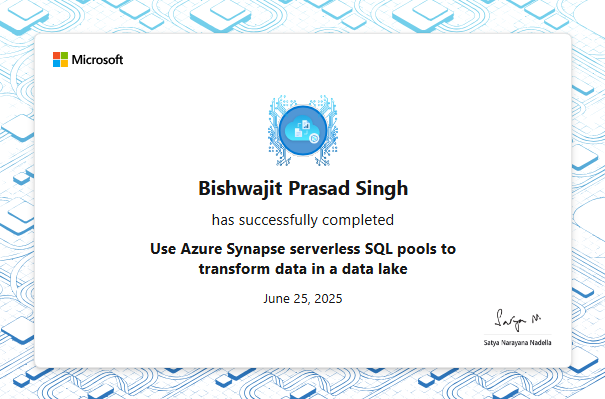 Microsoft
Bishwajit Prasad Singh
has successfully completed
Use Azure Synapse serverless SQL pools to
transform data in a data lake
June 25, 2025
Satya N.
Satya Narayana Nadella